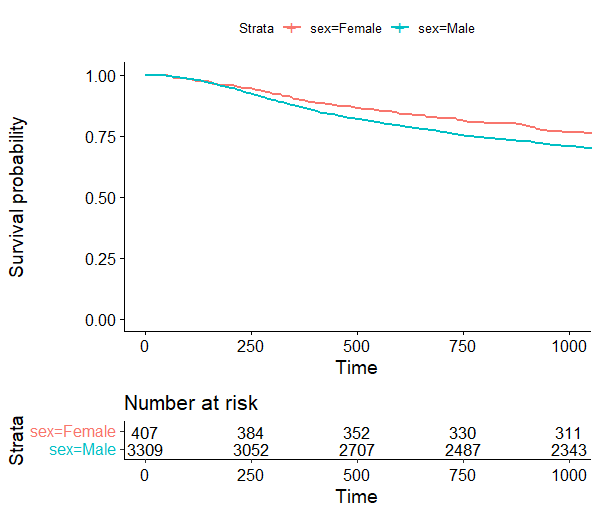 Strata sex=Female sex=Male
Survival probability
1.00
0.75
0.50
0.25
0.00
0 250 500 750 1000
Time
Number at risk
Strata
sex=Female 407 384 352 330 311
sex=Male 3309 3052 2707 2487 2343
0 250 500 750 1000
Time